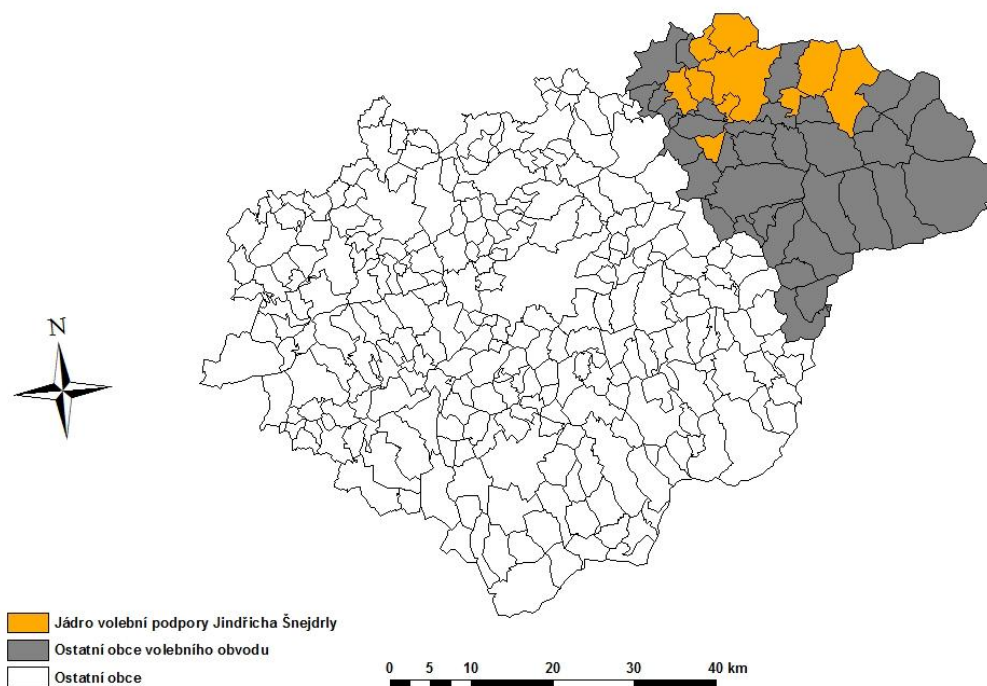 N
Jádro volební podpory Jindřicha Šnejdrly
Ostatní obce volebního obvodu
Ostatní obce
0 5 10 20 30 40 km